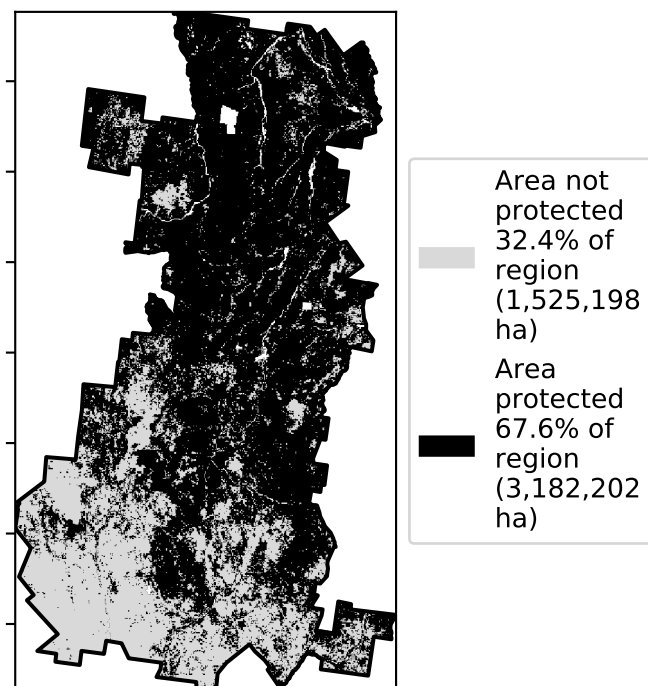 Area not
protected
32.4% of
region
(1,525,198
ha)
Area
protected
67.6% of
region
(3,182,202
ha)